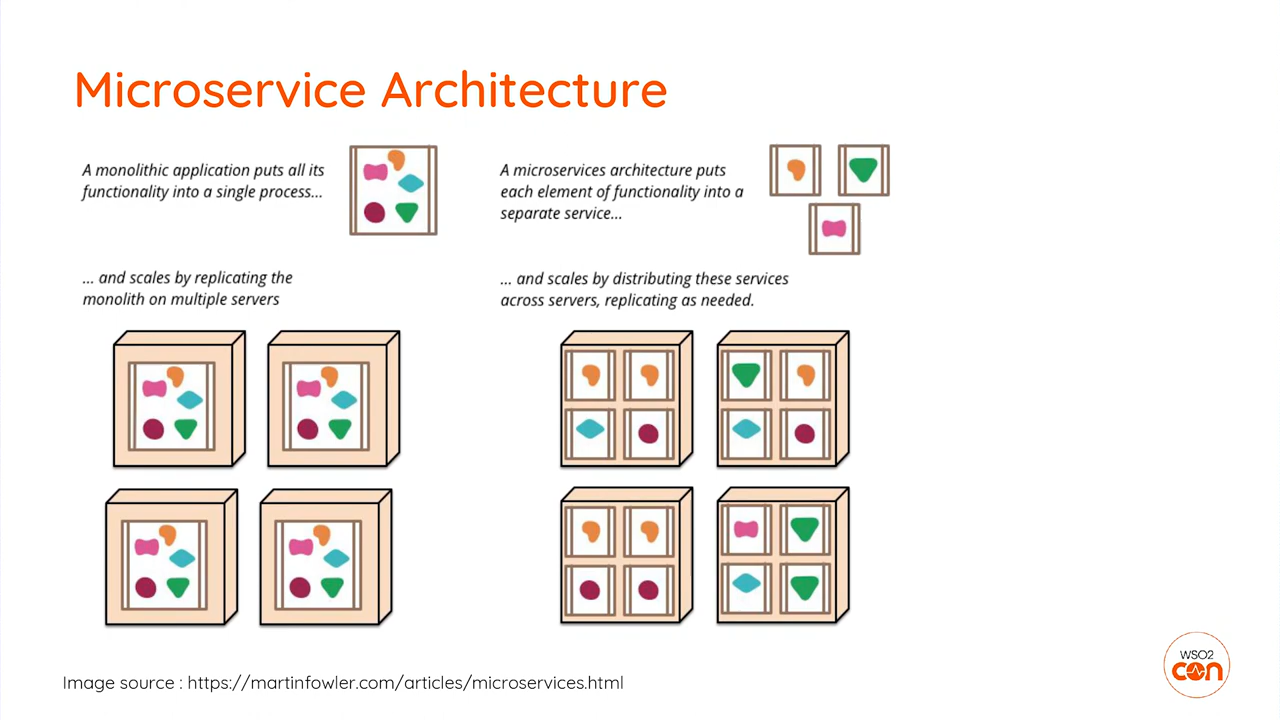 Microservice Architecture
A monolithic application puts all its
functionality into a single process...
... and scales by replicating the
monolith on multiple servers
A microservices architecture puts
each element of functionality into a
separate service...
... and scales by distributing these services
across servers, replicating as needed.
Image source : https://martinfowler.com/articles/microservices.html
WSO2
con